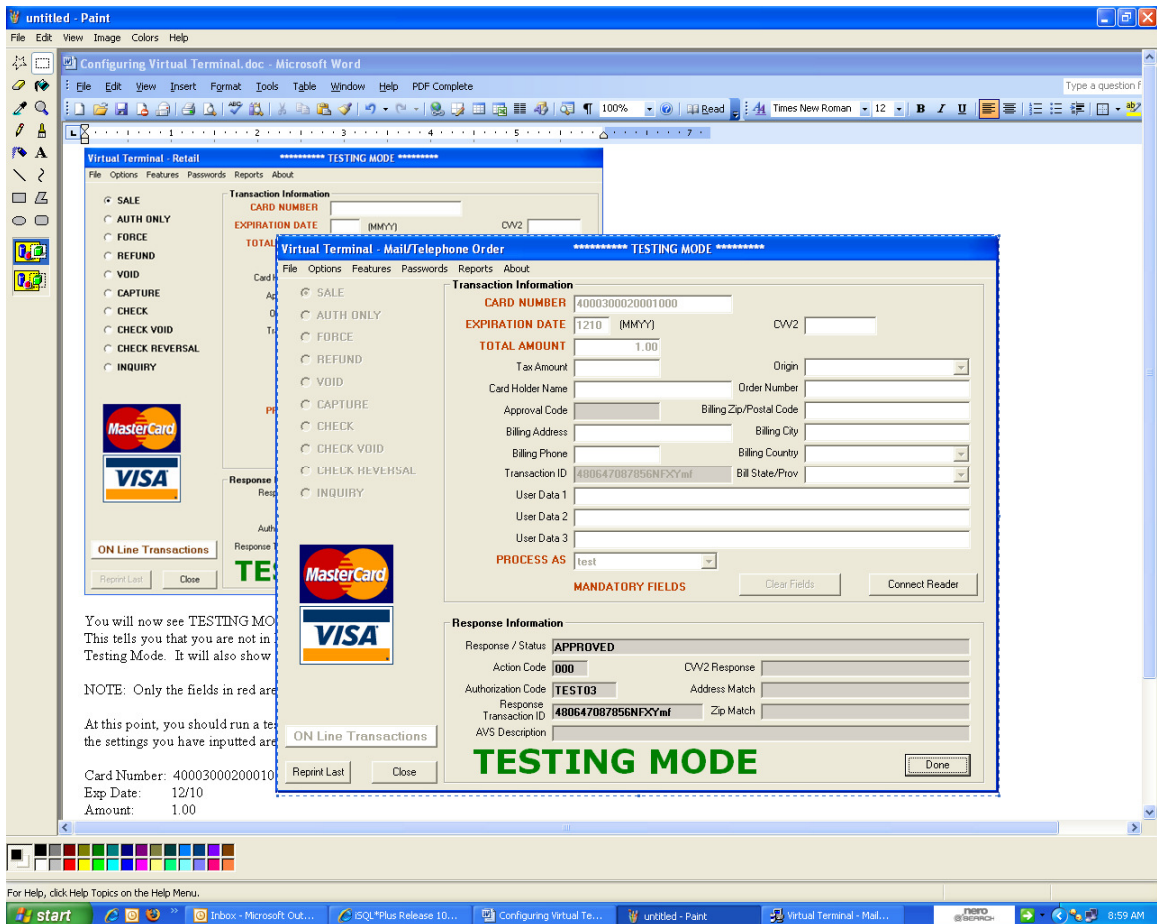 untitled - Paint
File Edit View Image Colors Help
Configuring Virtual Terminal.doc - Microsoft Word
File Edit View Insert Format Tools Table Window Help PDF Complete
Type a question f
100% Read Times New Roman 12 B I U
1 2 3 4 5 7
Virtual Terminal - Retail ********** TESTING MODE *********
File Options Features Passwords Reports About
SALE
AUTH ONLY
FORCE
REFUND
VOID
CAPTURE
CHECK
CHECK VOID
CHECK REVERSAL
INQUIRY
Transaction Information
CARD NUMBER
EXPIRATION DATE (MMYY) CVV2
TOTAL
MasterCard
VISA
Response
ON Line Transactions
Reprint Last Close
Virtual Terminal - Mail/Telephone Order ********** TESTING MODE *********
File Options Features Passwords Reports About
SALE
AUTH ONLY
FORCE
REFUND
VOID
CAPTURE
CHECK
CHECK VOID
CHECK REVERSAL
INQUIRY
Transaction Information
CARD NUMBER 4000300020001000
EXPIRATION DATE 1210 (MMYY) CVV2
TOTAL AMOUNT 1.00
Tax Amount Origin
Card Holder Name Order Number
Approval Code Billing Zip/Postal Code
Billing Address Billing City
Billing Phone Billing Country
Transaction ID 480647087856NFXYmf Bill State/Prov
User Data 1
User Data 2
User Data 3
PROCESS AS test
MANDATORY FIELDS Clear Fields Connect Reader
MasterCard
VISA
Response Information
Response / Status APPROVED
Action Code 000 CVV2 Response
Authorization Code TEST03 Address Match
Response Transaction ID 480647087856NFXYmf Zip Match
AVS Description
ON Line Transactions
TESTING MODE
Reprint Last Close Done
You will now see TESTING MO
This tells you that you are not in
Testing Mode. It will also show
NOTE: Only the fields in red are
At this point, you should run a te
the settings you have inputted are
Card Number: 40003000200010
Exp Date: 12/10
Amount: 1.00
For Help, click Help Topics on the Help Menu.
start Inbox - Microsoft Out... iSQL*Plus Release 10... Configuring Virtual Te... untitled - Paint Virtual Terminal - Mail... nero SEARCH 8:59 AM